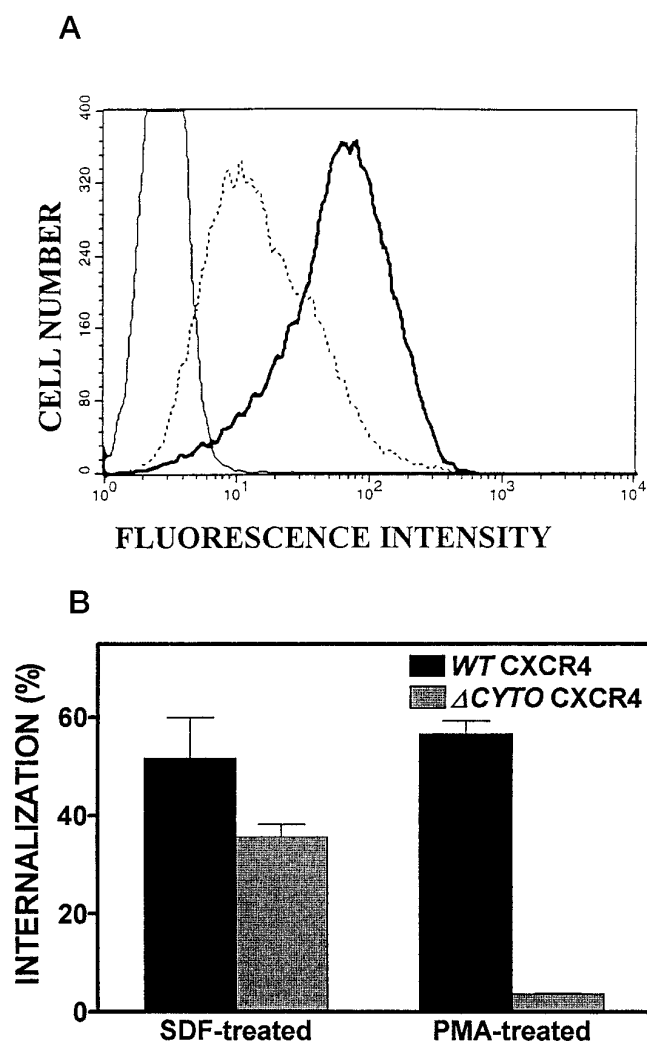 A
400
320
240
160
80
0
CELL NUMBER
10^0 10^1 10^2 10^3 10^4
FLUORESCENCE INTENSITY
B
WT CXCR4
ΔCYTO CXCR4
60
40
20
0
INTERNALIZATION (%)
SDF-treated PMA-treated